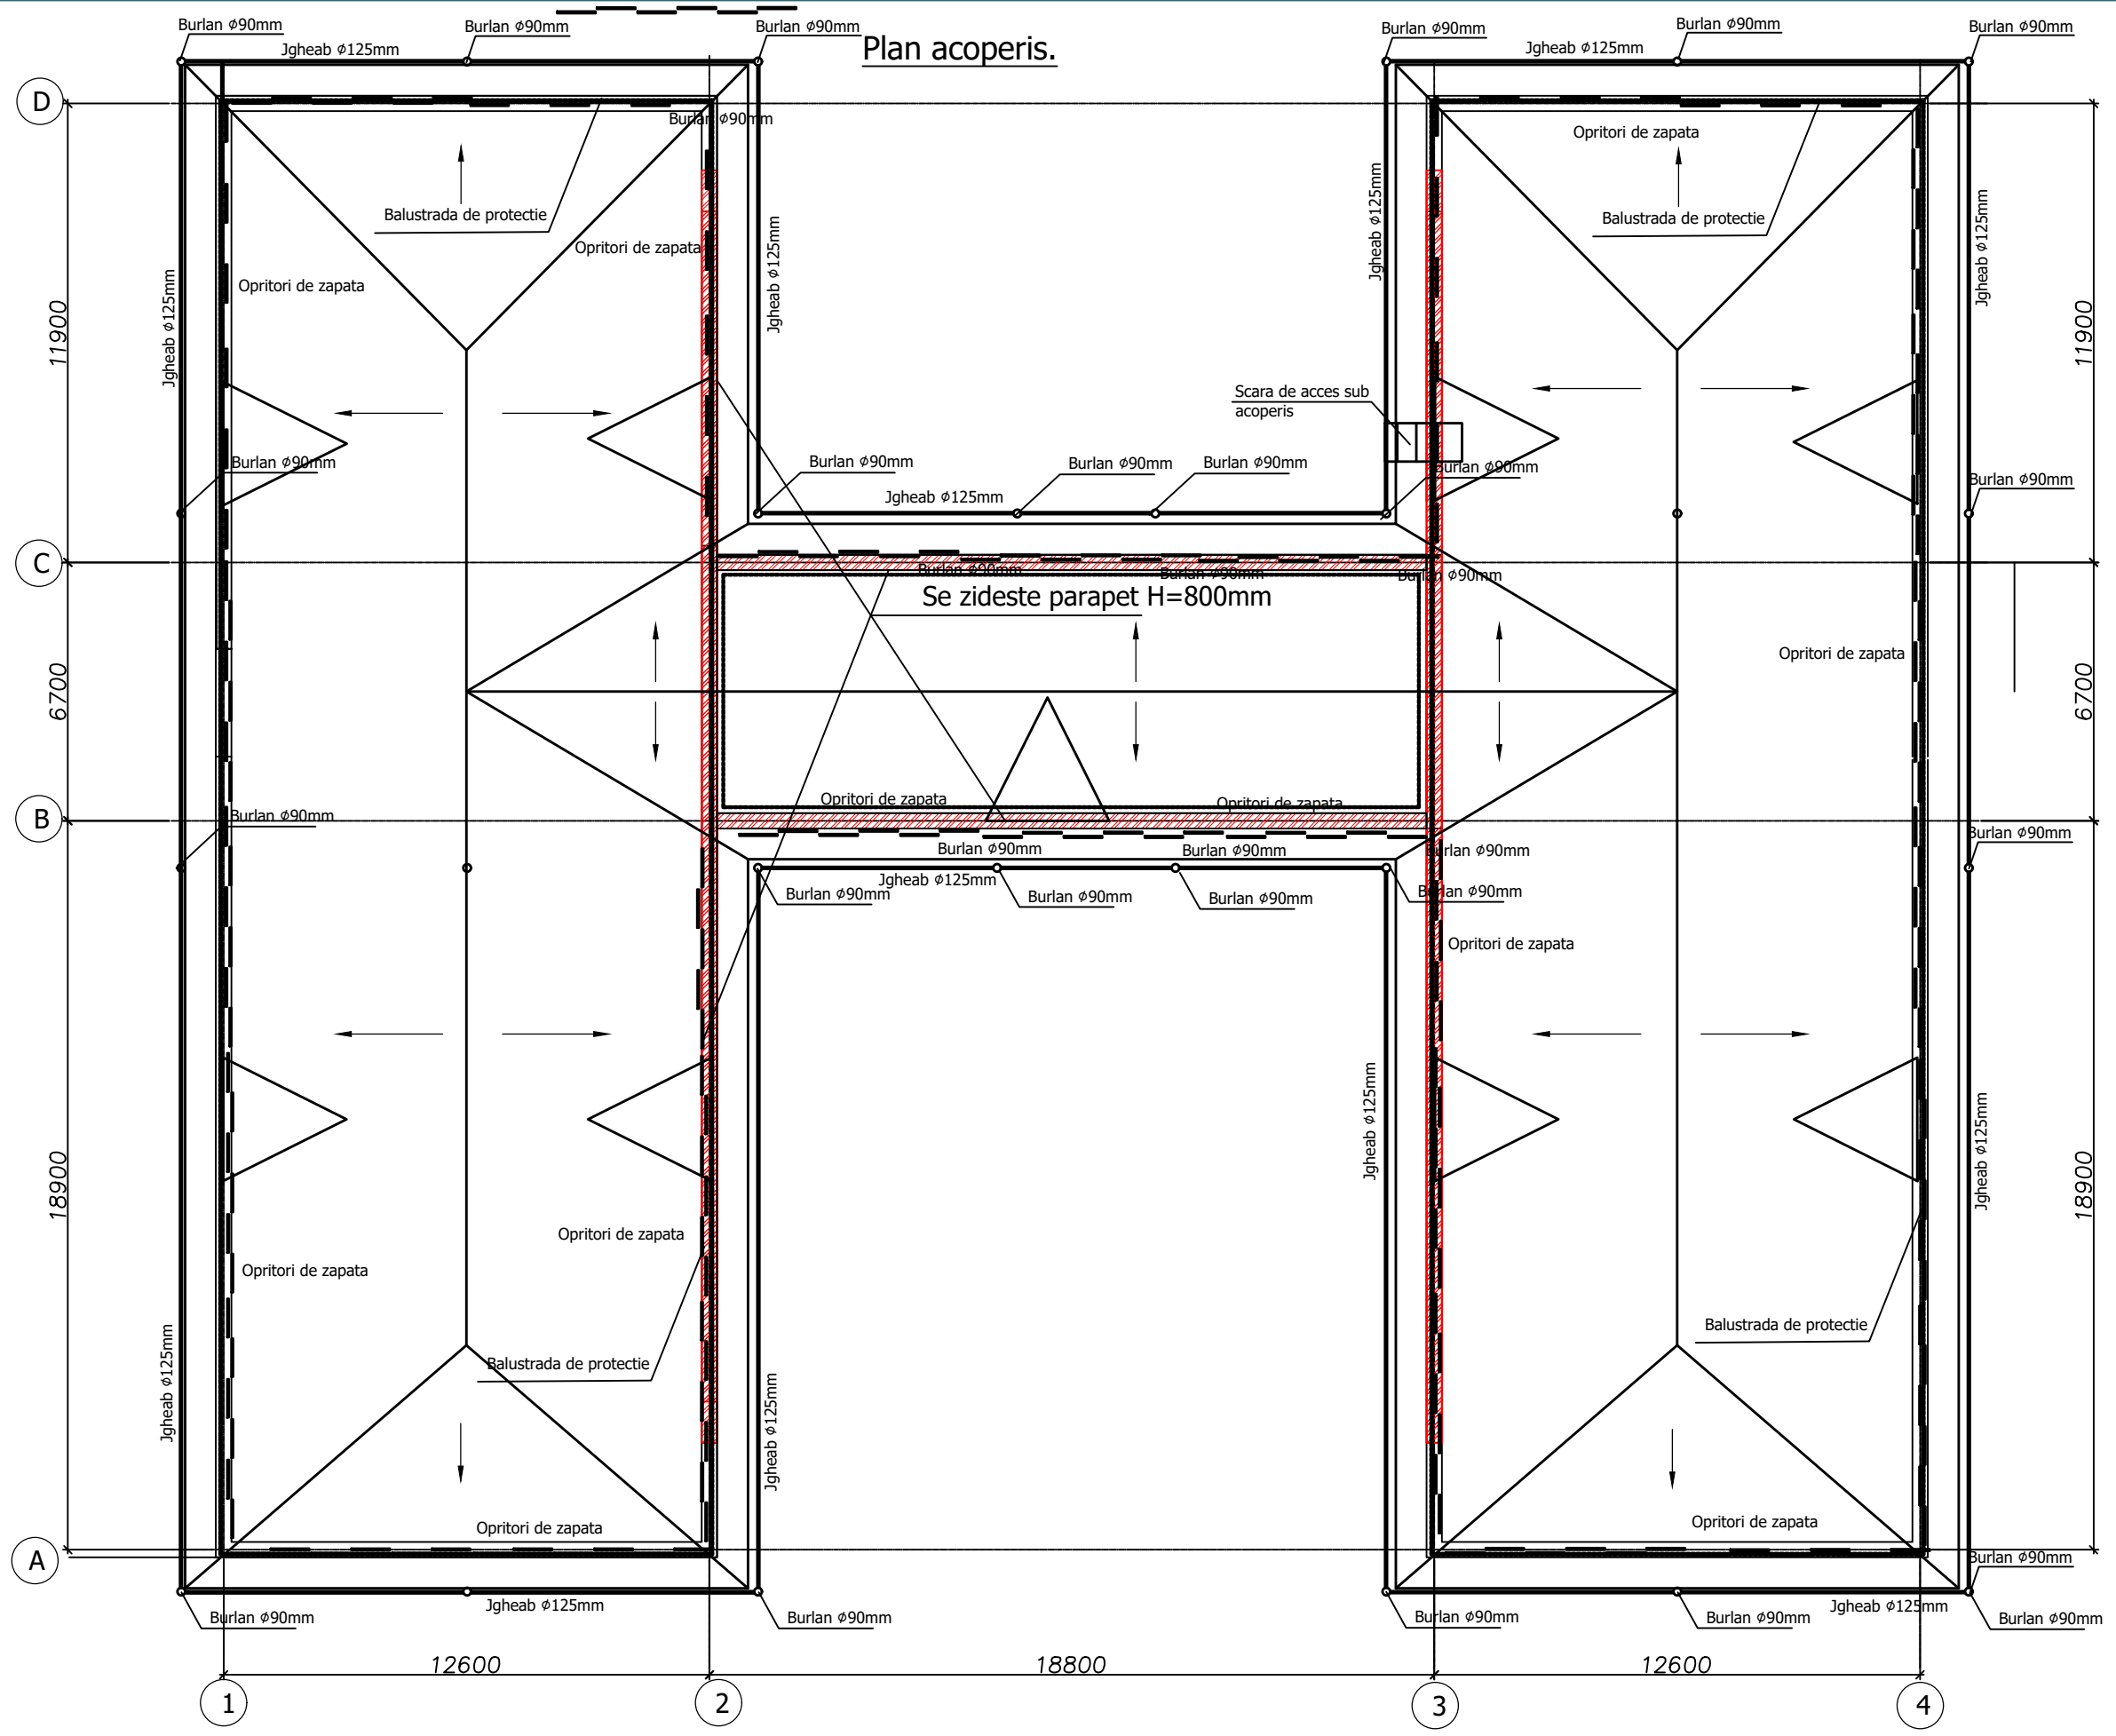 Burlan ⌀90mm
Burlan ⌀90mm
Burlan ⌀90mm
Burlan ⌀90mm
Burlan ⌀90mm
Burlan ⌀90mm
Jgheab ⌀125mm
Plan acoperis.
Jgheab ⌀125mm
D
Burlan ⌀90mm
Opritori de zapata
Balustrada de protectie
Balustrada de protectie
Opritori de zapata
Jgheab ⌀125mm
Jgheab ⌀125mm
Jgheab ⌀125mm
Jgheab ⌀125mm
Opritori de zapata
11900
11900
Scara de acces sub
acoperis
Burlan ⌀90mm
Burlan ⌀90mm
Burlan ⌀90mm
Burlan ⌀90mm
Burlan ⌀90mm
Burlan ⌀90mm
Jgheab ⌀125mm
C
Burlan ⌀90mm
Burlan ⌀90mm
Burlan ⌀90mm
Se zideste parapet H=800mm
Opritori de zapata
6700
6700
Opritori de zapata
Opritori de zapata
B
Burlan ⌀90mm
Burlan ⌀90mm
Burlan ⌀90mm
Burlan ⌀90mm
Burlan ⌀90mm
Jgheab ⌀125mm
Burlan ⌀90mm
Burlan ⌀90mm
Burlan ⌀90mm
Burlan ⌀90mm
Opritori de zapata
Jgheab ⌀125mm
Jgheab ⌀125mm
18900
18900
Opritori de zapata
Opritori de zapata
Balustrada de protectie
Balustrada de protectie
Jgheab ⌀125mm
Jgheab ⌀125mm
Opritori de zapata
Opritori de zapata
A
Burlan ⌀90mm
Jgheab ⌀125mm
Jgheab ⌀125mm
Burlan ⌀90mm
Burlan ⌀90mm
Burlan ⌀90mm
Burlan ⌀90mm
Burlan ⌀90mm
12600
18800
12600
1
2
3
4